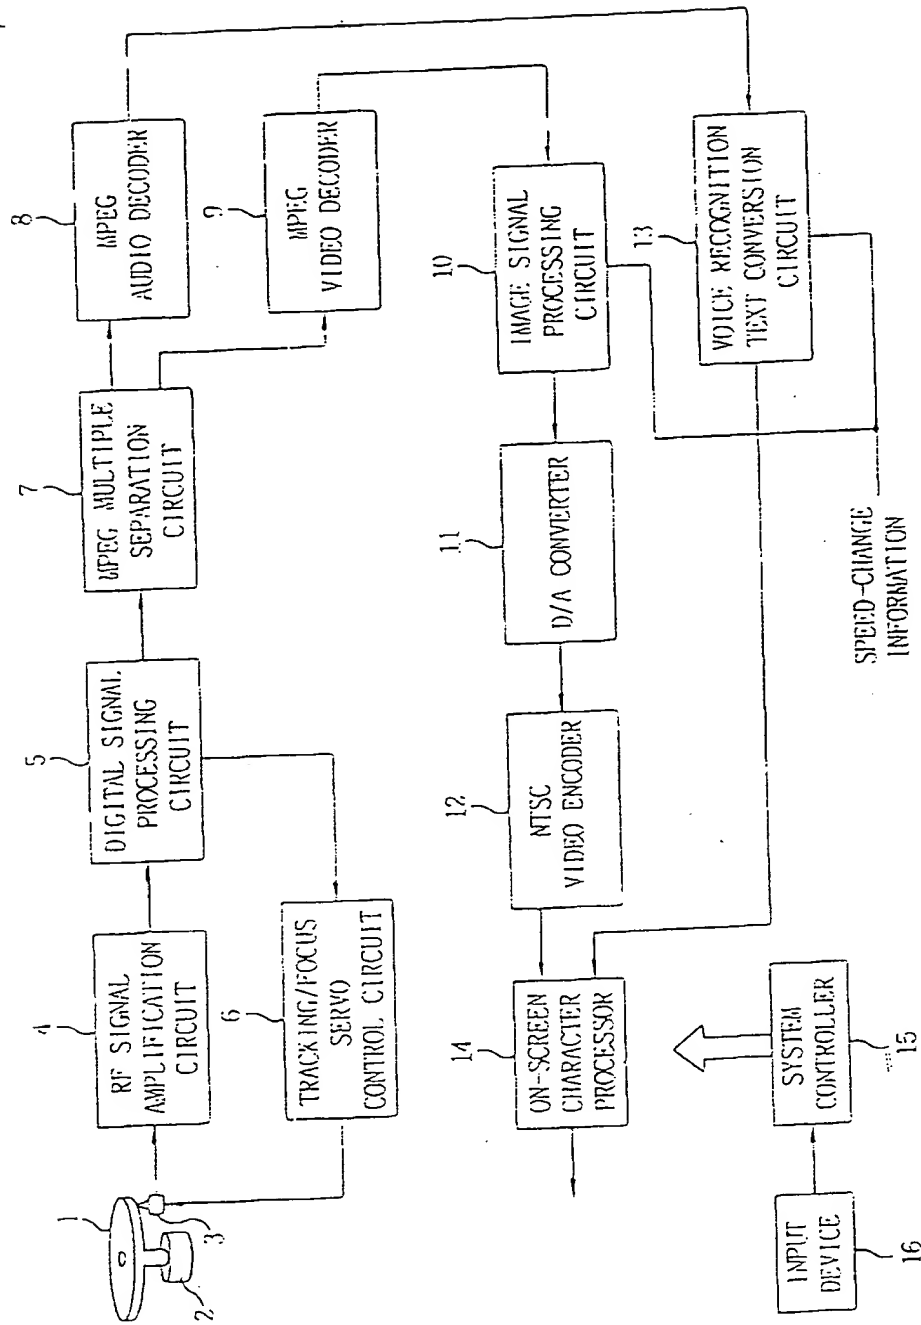 1
2
3
4
RF SIGNAL
AMPLIFICATION
CIRCUIT
5
DIGITAL SIGNAL
PROCESSING
CIRCUIT
6
TRACKING/FOCUS
SERVO
CONTROL CIRCUIT
7
MPEG MULTIPLE
SEPARATION
CIRCUIT
8
MPEG
AUDIO DECODER
9
MPEG
VIDEO DECODER
10
IMAGE SIGNAL
PROCESSING
CIRCUIT
11
D/A CONVERTER
12
NTSC
VIDEO ENCODER
13
VOICE RECOGNITION
TEXT CONVERSION
CIRCUIT
14
ON-SCREEN
CHARACTER
PROCESSOR
SPEED-CHANGE
INFORMATION
SYSTEM
CONTROLLER
15
INPUT
DEVICE
16